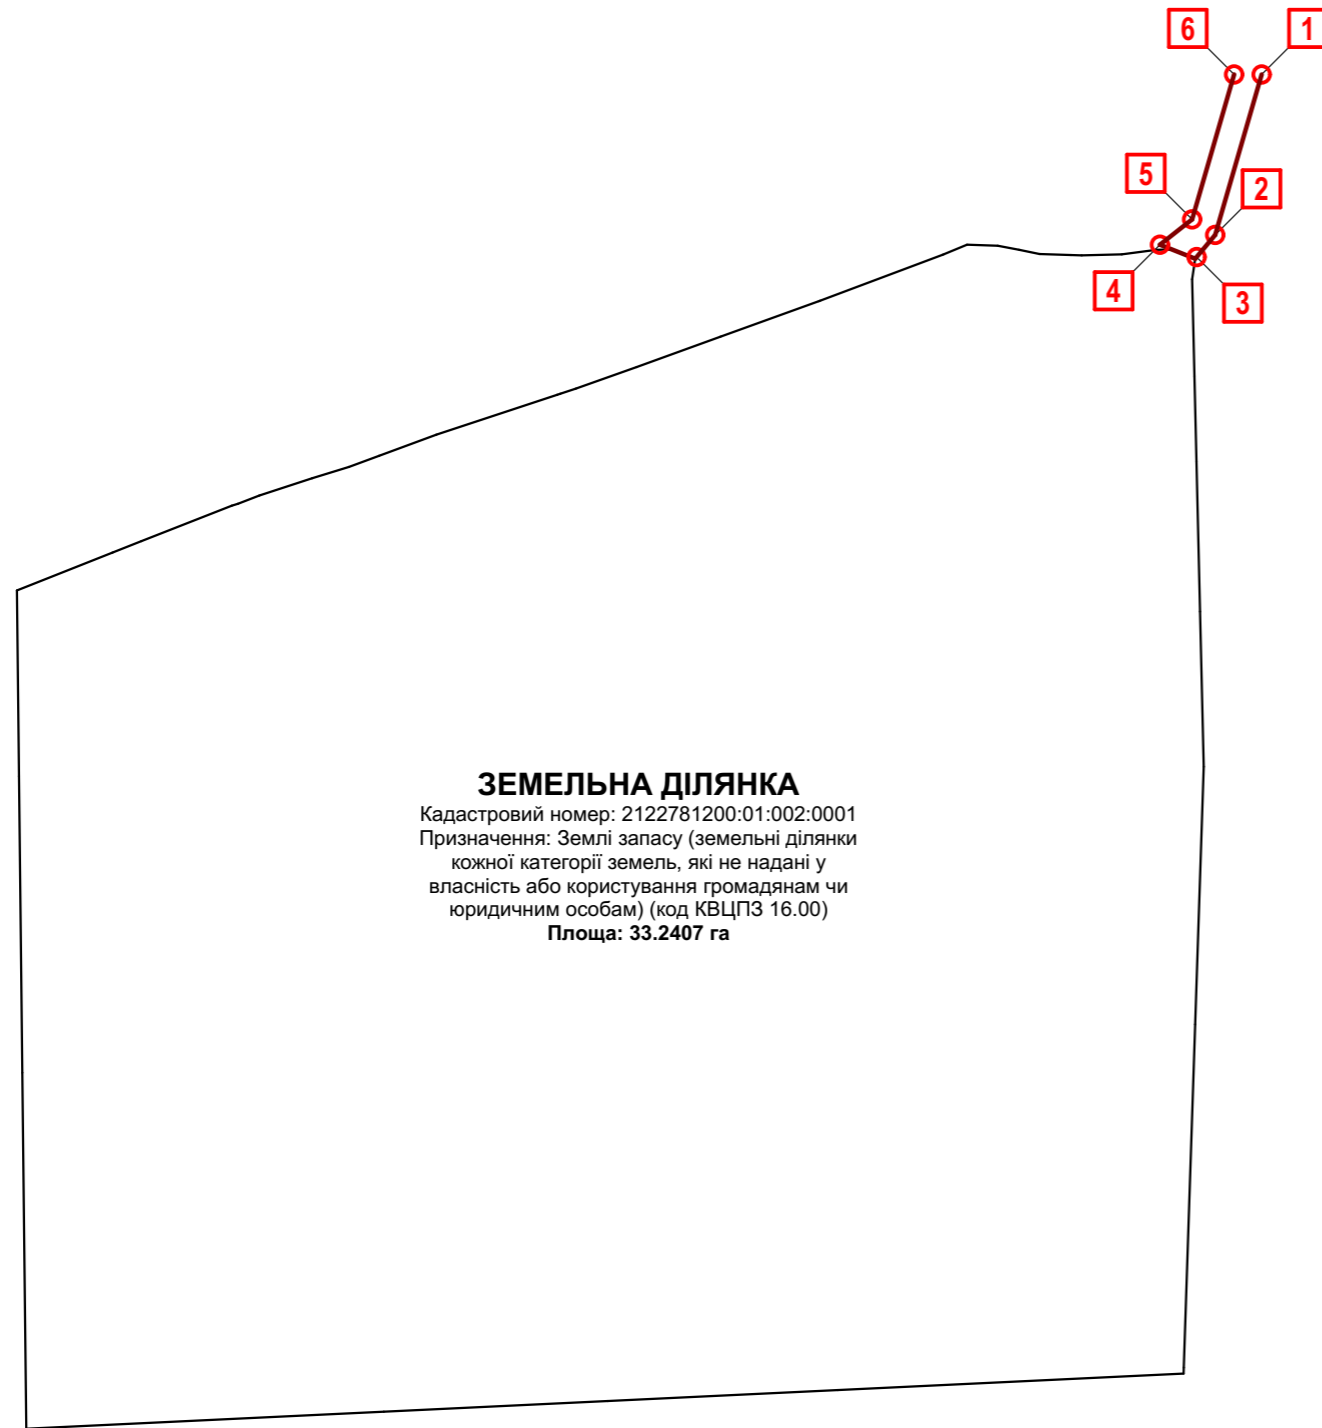 6
1
5
2
4
3
ЗЕМЕЛЬНА ДІЛЯНКА
Кадастровий номер: 2122781200:01:002:0001
Призначення: Землі запасу (земельні ділянки
кожної категорії земель, які не надані у
власність або користування громадянам чи
юридичним особам) (код КВЦПЗ 16.00)
Площа: 33.2407 га